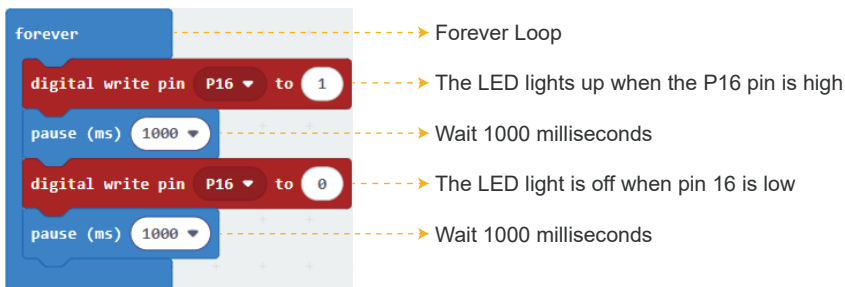 forever
Forever Loop
digital write pin P16 to 1
The LED lights up when the P16 pin is high
pause (ms) 1000
Wait 1000 milliseconds
digital write pin P16 to 0
The LED light is off when pin 16 is low
pause (ms) 1000
Wait 1000 milliseconds